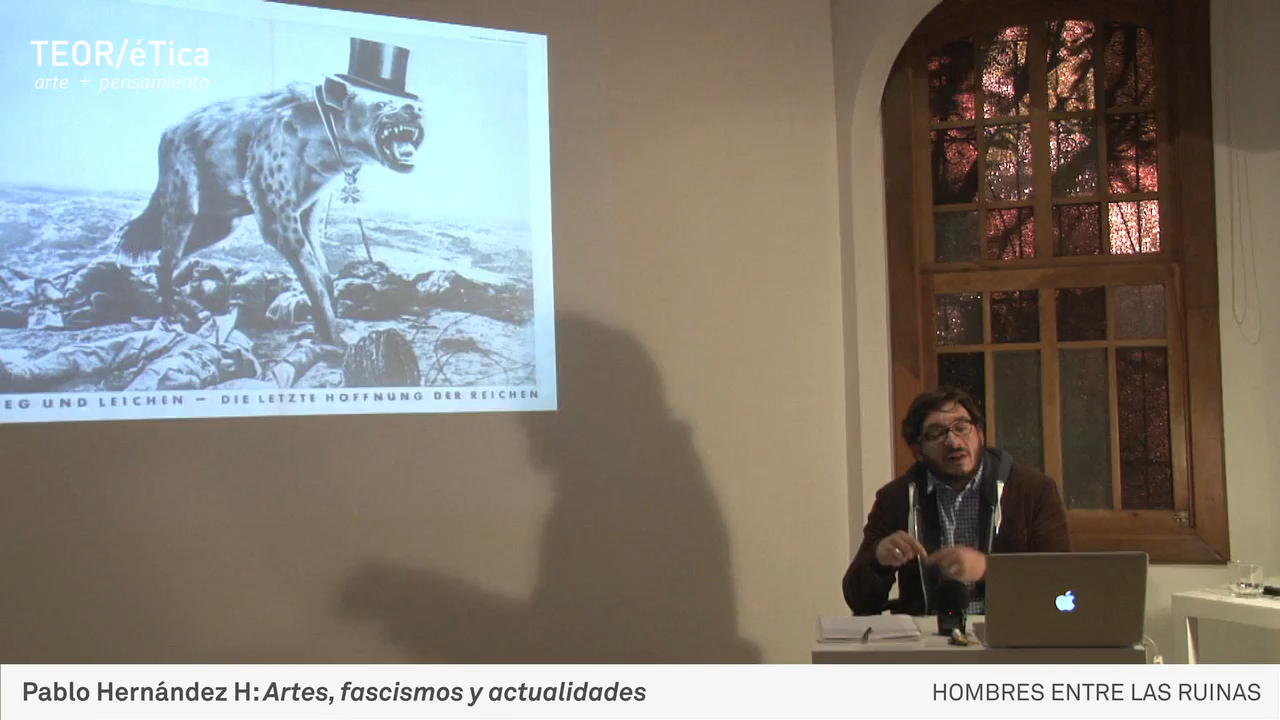 TEOR/éTica
arte + pensamiento
EG UND LEICHEN – DIE LETZTE HOFFNUNG DER REICHEN
Pablo Hernández H: Artes, fascismos y actualidades
HOMBRES ENTRE LAS RUINAS